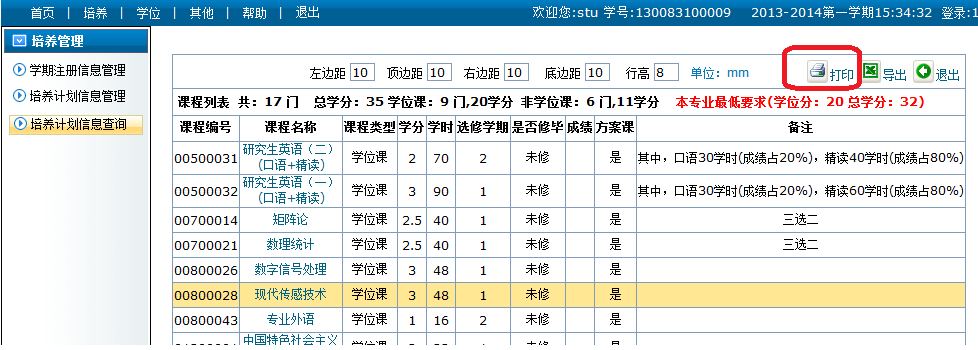 首页 培养 学位 其他 帮助 退出 欢迎您:stu 学号:130083100009 2013-2014第一学期15:34:32 登录:1
培养管理
学期注册信息管理
培养计划信息管理
培养计划信息查询
左边距 10 顶边距 10 右边距 10 底边距 10 行高 8 单位：mm 打印 导出 退出
课程列表 共：17 门 总学分：35 学位课：9 门,20学分 非学位课：6 门,11学分 本专业最低要求(学位分：20 总学分：32)
课程编号 课程名称 课程类型 学分 学时 选修学期 是否修毕 成绩 方案课 备注
00500031 研究生英语（二）（口语+精读） 学位课 2 70 2 未修 是 其中，口语30学时(成绩占20%)，精读40学时(成绩占80%)
00500032 研究生英语（一）（口语+精读） 学位课 3 90 1 未修 是 其中，口语30学时(成绩占20%)，精读60学时(成绩占80%)
00700014 矩阵论 学位课 2.5 40 1 未修 是 三选二
00700021 数理统计 学位课 2.5 40 1 未修 是 三选二
00800026 数字信号处理 学位课 3 48 1 未修 是
00800028 现代传感技术 学位课 3 48 1 未修 是
00800043 专业外语 学位课 1 16 2 未修 是
中国特色社会主义